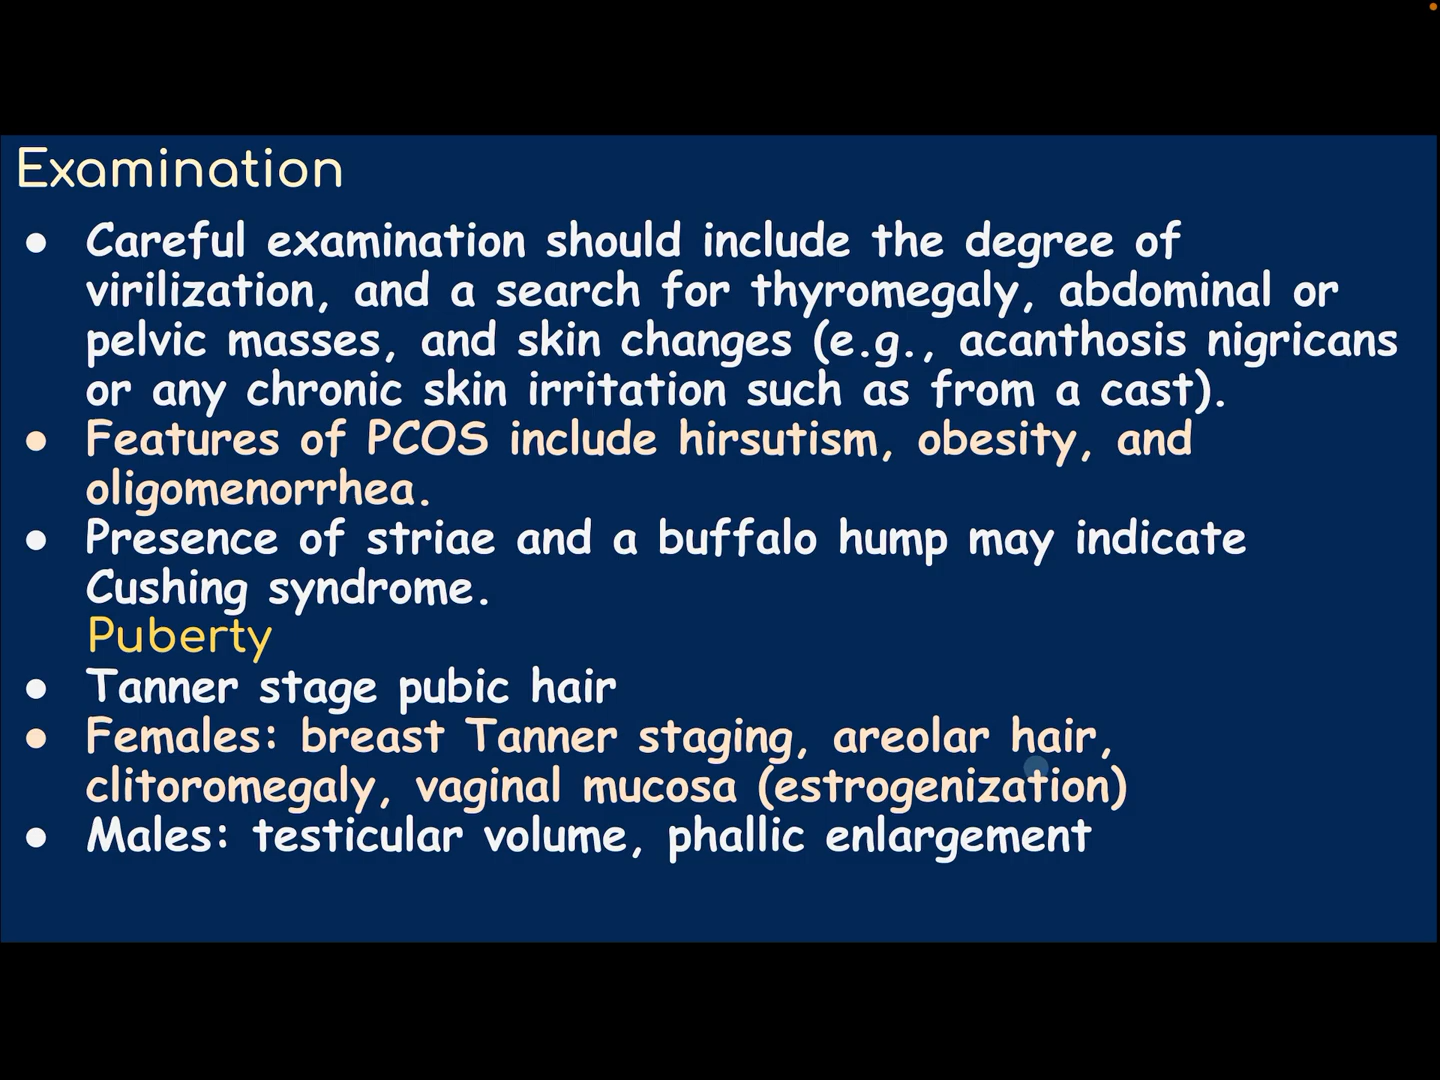 Examination
● Careful examination should include the degree of
virilization, and a search for thyromegaly, abdominal or
pelvic masses, and skin changes (e.g., acanthosis nigricans
or any chronic skin irritation such as from a cast).
● Features of PCOS include hirsutism, obesity, and
oligomenorrhea.
● Presence of striae and a buffalo hump may indicate
Cushing syndrome.
Puberty
● Tanner stage pubic hair
● Females: breast Tanner staging, areolar hair,
clitoromegaly, vaginal mucosa (estrogenization)
● Males: testicular volume, phallic enlargement